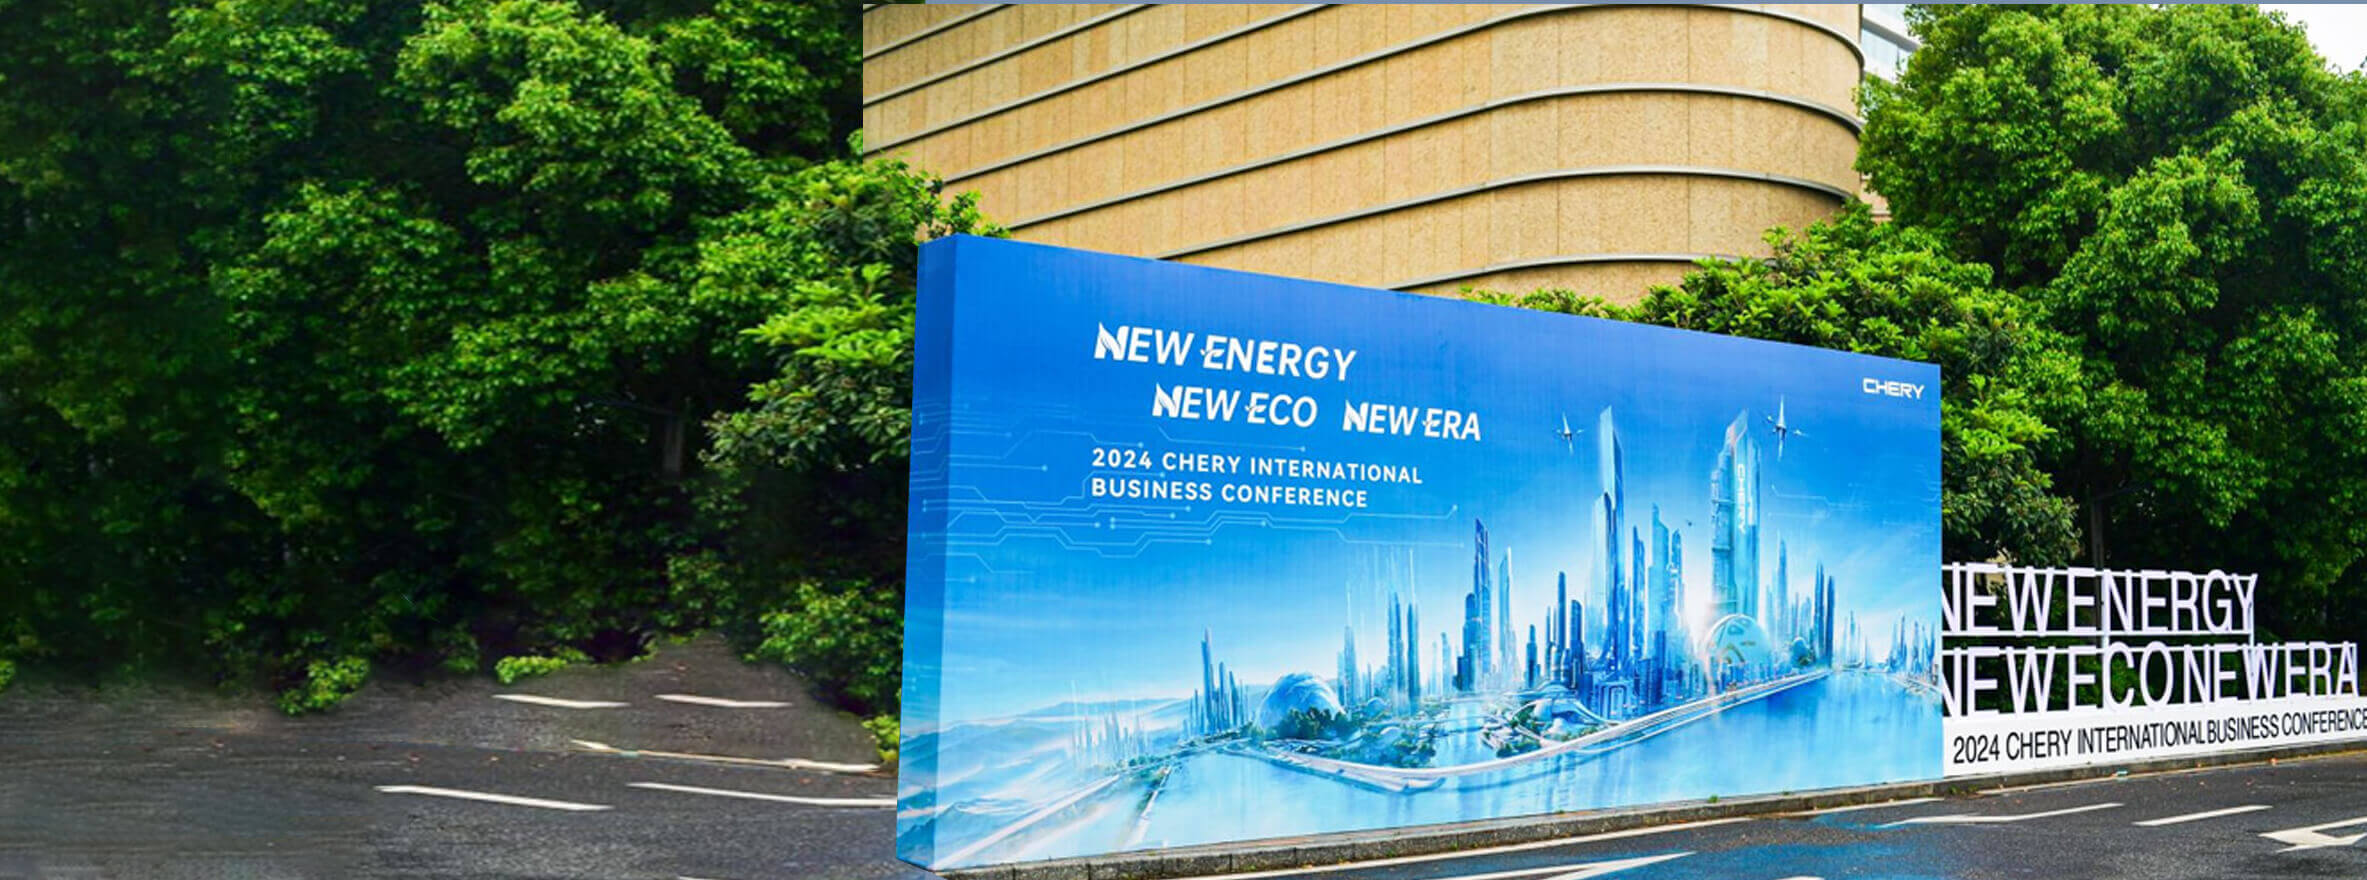 NEW ENERGY
NEW ECO NEW ERA
CHERY
2024 CHERY INTERNATIONAL
BUSINESS CONFERENCE
CHERY
NEW ENERGY
NEW ECO NEW ERA
2024 CHERY INTERNATIONAL BUSINESS CONFERENCE